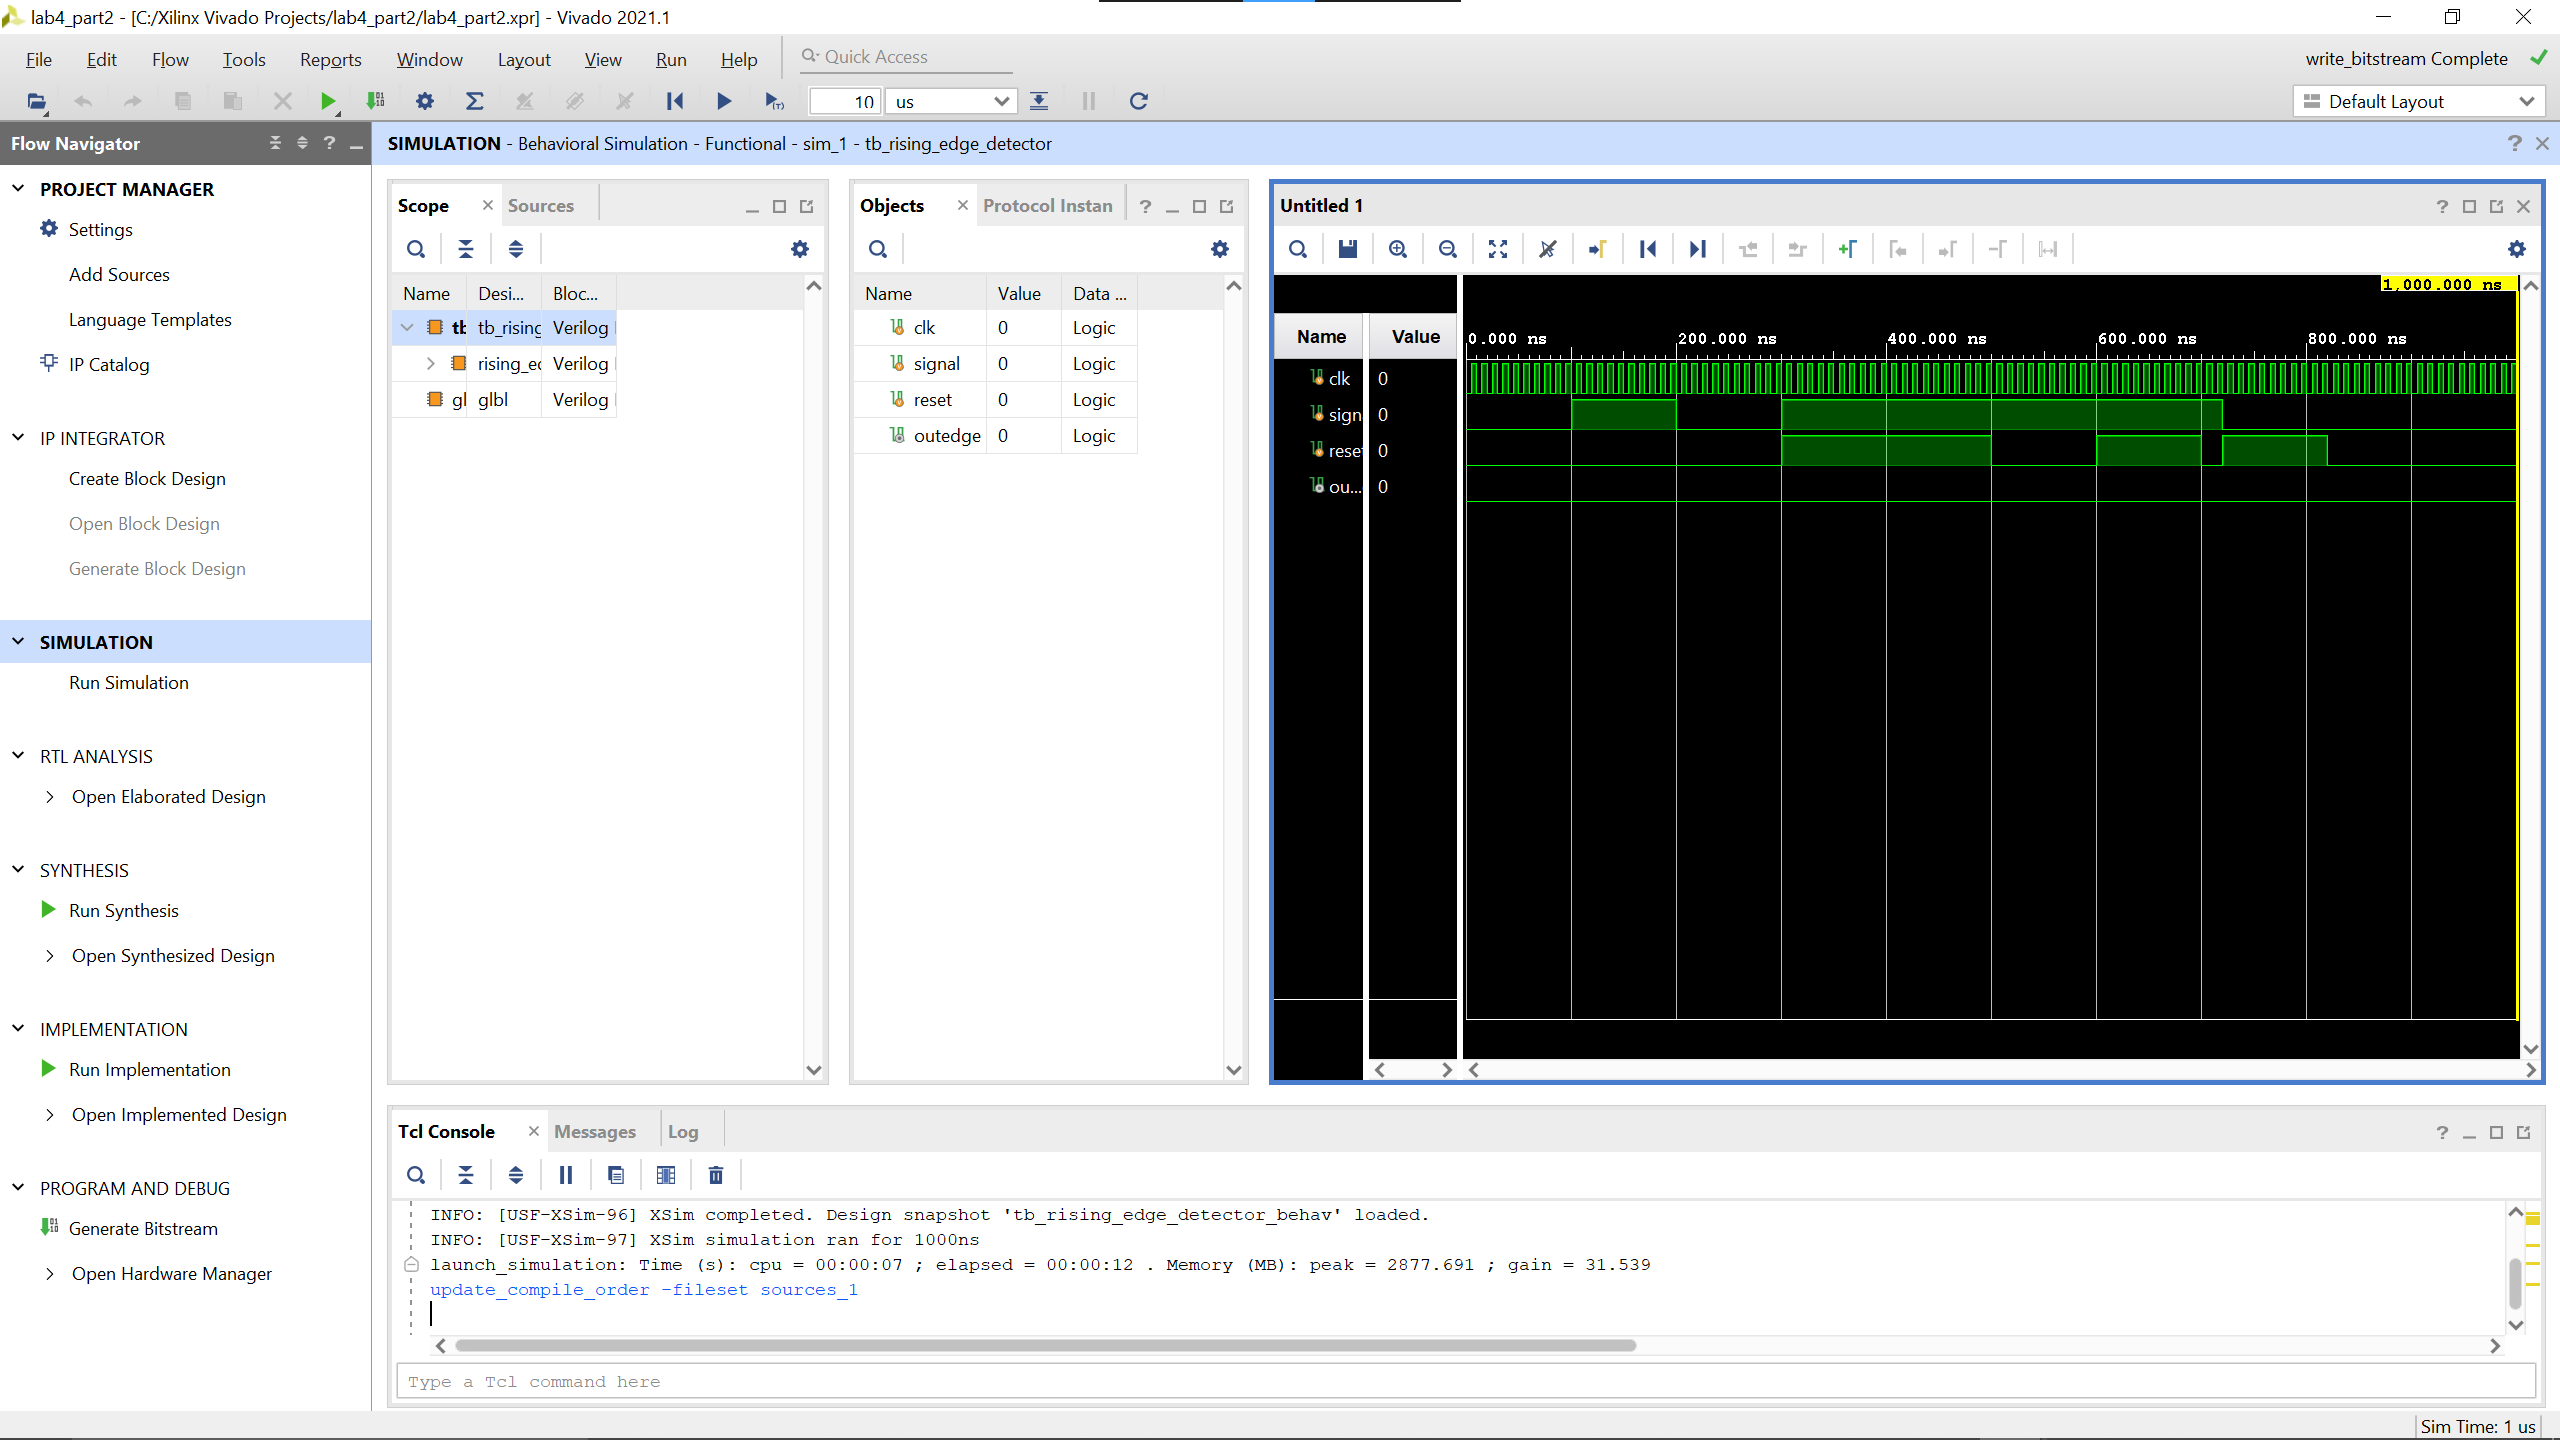 lab4_part2 - [C:/Xilinx Vivado Projects/lab4_part2/lab4_part2.xpr] - Vivado 2021.1
File Edit Flow Tools Reports Window Layout View Run Help Quick Access write_bitstream Complete
10 us Default Layout
Flow Navigator
SIMULATION - Behavioral Simulation - Functional - sim_1 - tb_rising_edge_detector
PROJECT MANAGER
Settings
Add Sources
Language Templates
IP Catalog
IP INTEGRATOR
Create Block Design
Open Block Design
Generate Block Design
SIMULATION
Run Simulation
RTL ANALYSIS
Open Elaborated Design
SYNTHESIS
Run Synthesis
Open Synthesized Design
IMPLEMENTATION
Run Implementation
Open Implemented Design
PROGRAM AND DEBUG
Generate Bitstream
Open Hardware Manager
Scope Sources
Name Desi... Bloc...
tb tb_rising Verilog
rising_ed Verilog
gl glbl Verilog
Objects Protocol Instan
Name Value Data ...
clk 0 Logic
signal 0 Logic
reset 0 Logic
outedge 0 Logic
Untitled 1
1,000.000 ns
Name Value
0.000 ns 200.000 ns 400.000 ns 600.000 ns 800.000 ns
clk 0
sign 0
rese 0
ou... 0
Tcl Console Messages Log
INFO: [USF-XSim-96] XSim completed. Design snapshot 'tb_rising_edge_detector_behav' loaded.
INFO: [USF-XSim-97] XSim simulation ran for 1000ns
launch_simulation: Time (s): cpu = 00:00:07 ; elapsed = 00:00:12 . Memory (MB): peak = 2877.691 ; gain = 31.539
update_compile_order -fileset sources_1
Type a Tcl command here
Sim Time: 1 us